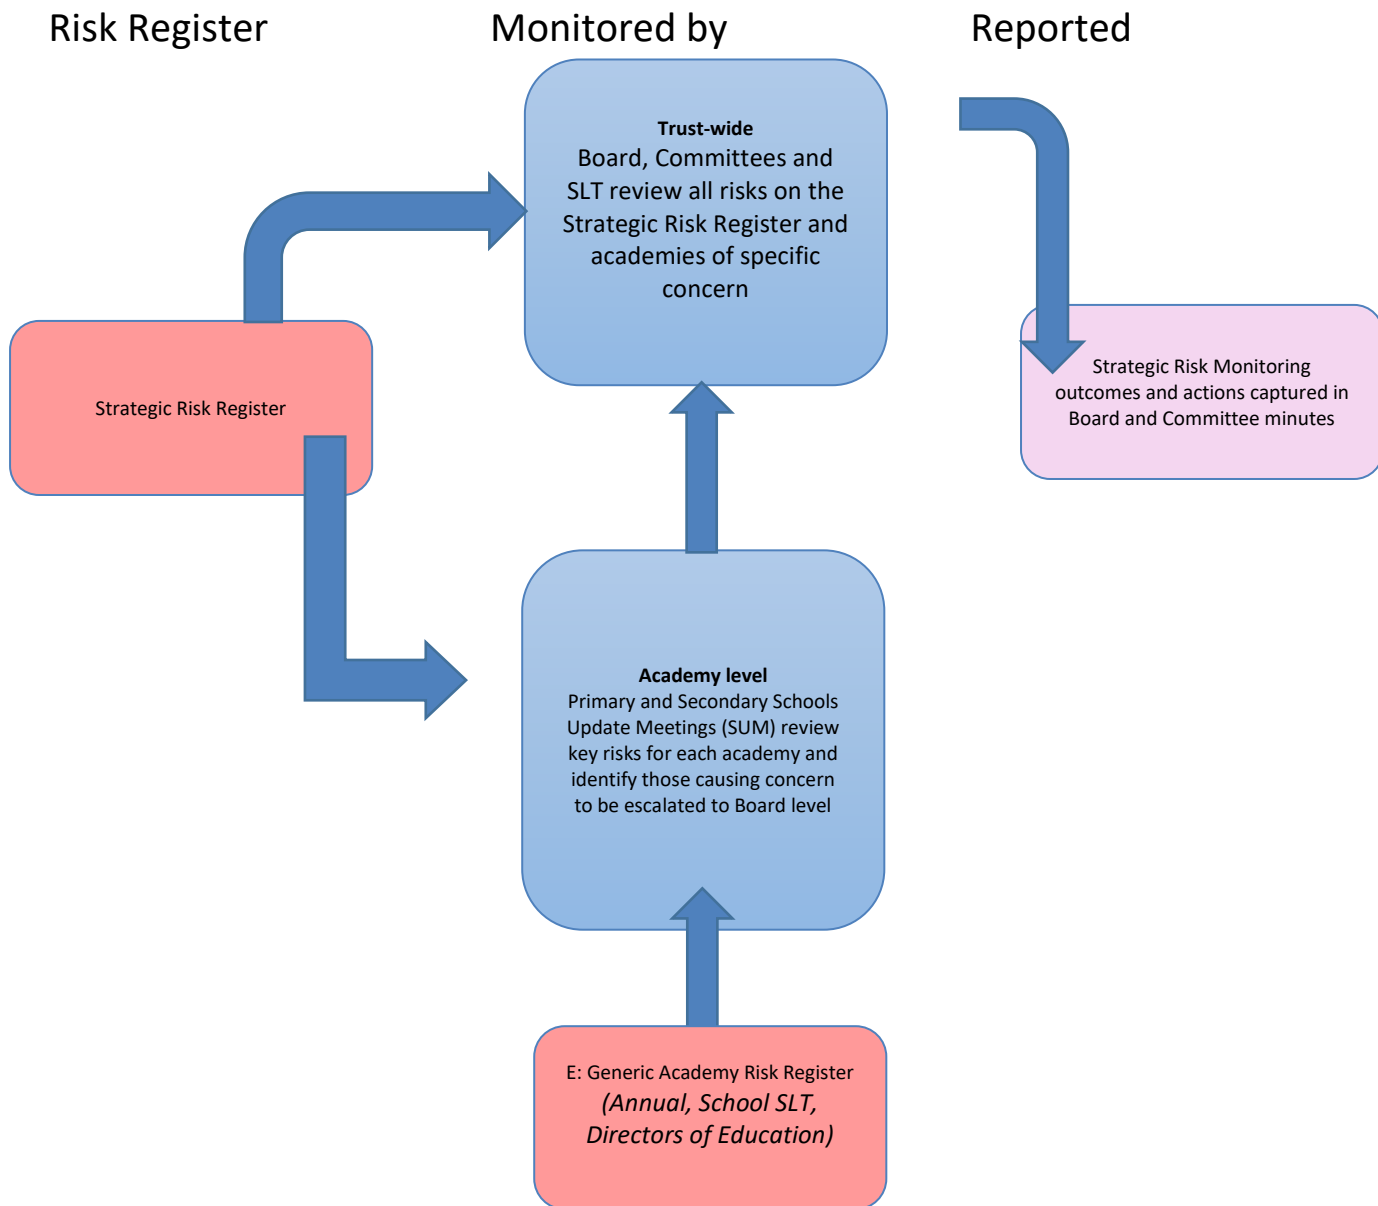 Risk Register
Monitored by
Reported
Trust-wide
Board, Committees and
SLT review all risks on the
Strategic Risk Register and
academies of specific
concern
Strategic Risk Register
Strategic Risk Monitoring
outcomes and actions captured in
Board and Committee minutes
Academy level
Primary and Secondary Schools
Update Meetings (SUM) review
key risks for each academy and
identify those causing concern
to be escalated to Board level
E: Generic Academy Risk Register
(Annual, School SLT,
Directors of Education)